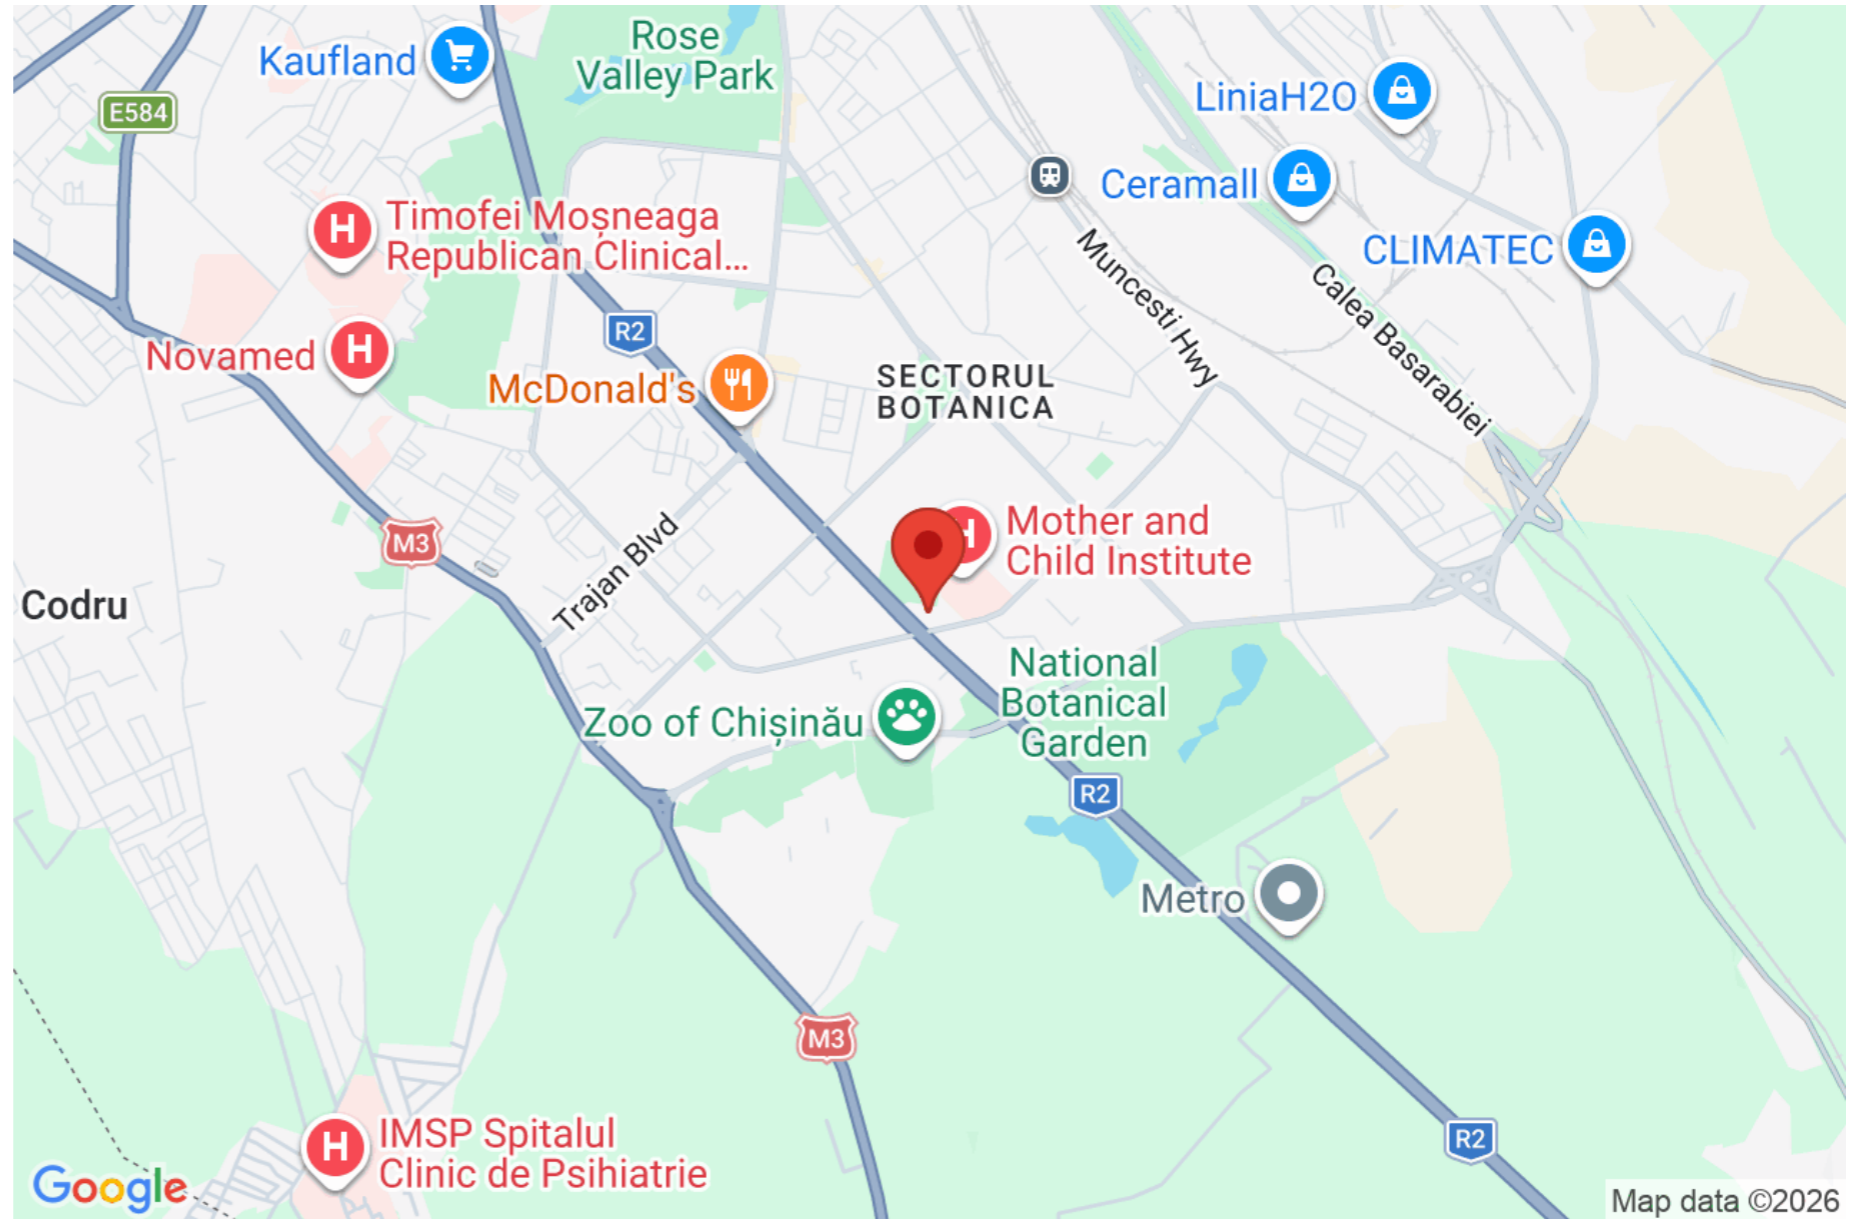 Rose
Valley Park
Kaufland
E584
LiniaH2O
Ceramall
Timofei Moșneaga
Republican Clinical...
CLIMATEC
Muncesti Hwy
Calea Basarabiei
R2
Novamed
McDonald's
SECTORUL
BOTANICA
M3
Trajan Blvd
Mother and
Child Institute
Codru
National
Botanical
Garden
Zoo of Chișinău
R2
Metro
M3
R2
IMSP Spitalul
Clinic de Psihiatrie
Google
Map data ©2026